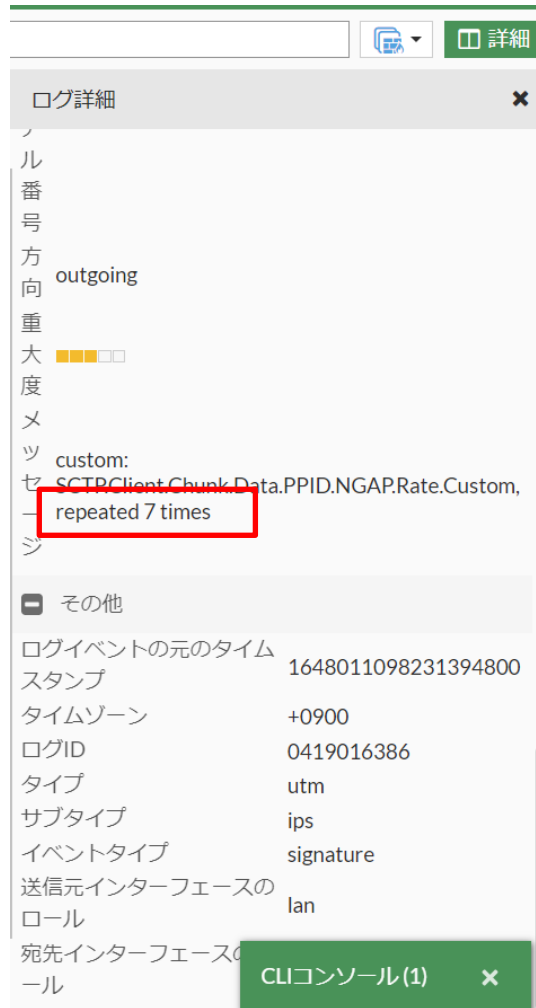 詳細
ログ詳細
ル
番
号
方
向
outgoing
重
大
度
メ
ッ
セ
ー
ジ
custom:
SCTP.Client.Chunk.Data.PPID.NGAP.Rate.Custom,
repeated 7 times
その他
ログイベントの元のタイム
スタンプ
1648011098231394800
タイムゾーン
+0900
ログID
0419016386
タイプ
utm
サブタイプ
ips
イベントタイプ
signature
送信元インターフェースの
ロール
lan
宛先インターフェースの
ール
CLIコンソール (1)